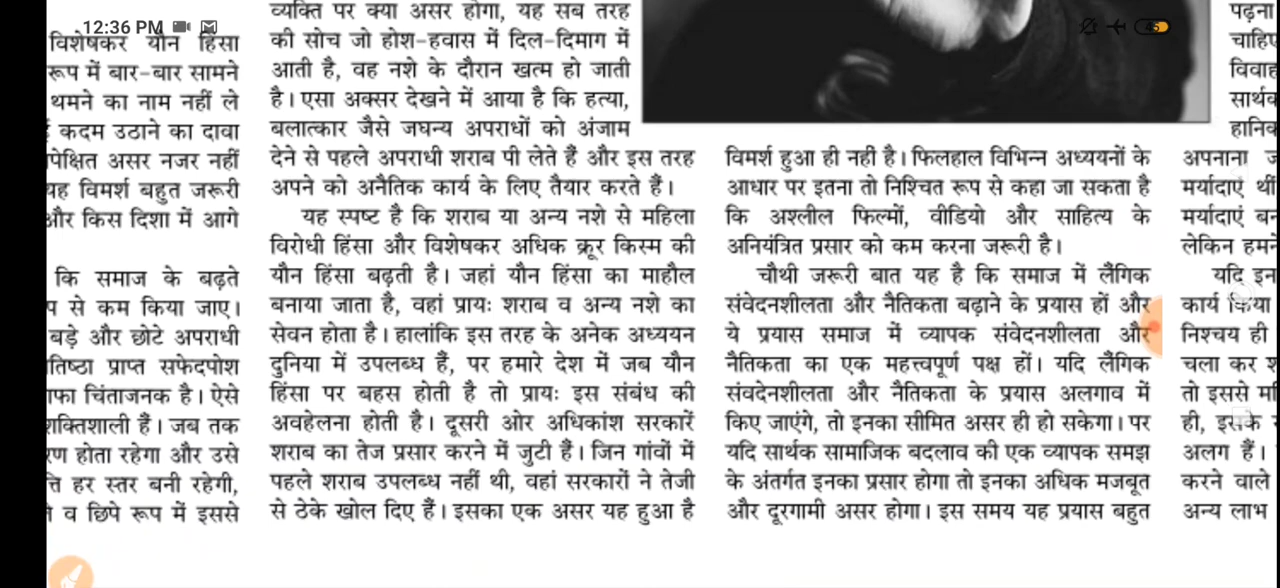 12:36 PM
46
विशेषकर यौन हिंसा
रूप में बार-बार सामने
थमने का नाम नहीं ले
कदम उठाने का दावा
पेक्षित असर नजर नहीं
यह विमर्श बहुत जरूरी
और किस दिशा में आगे
कि समाज के बढ़ते
से कम किया जाए।
बड़े और छोटे अपराधी
तिष्ठा प्राप्त सफेदपोश
ाफा चिंताजनक है। ऐसे
शक्तिशाली हैं। जब तक
रण होता रहेगा और उसे
त्ति हर स्तर बनी रहेगी,
व छिपे रूप में इससे
व्यक्ति पर क्या असर होगा, यह सब तरह
की सोच जो होश-हवास में दिल-दिमाग में
आती है, वह नशे के दौरान खत्म हो जाती
है। एसा अक्सर देखने में आया है कि हत्या,
बलात्कार जैसे जघन्य अपराधों को अंजाम
देने से पहले अपराधी शराब पी लेते हैं और इस तरह
अपने को अनैतिक कार्य के लिए तैयार करते हैं।
यह स्पष्ट है कि शराब या अन्य नशे से महिला
विरोधी हिंसा और विशेषकर अधिक क्रूर किस्म की
यौन हिंसा बढ़ती है। जहां यौन हिंसा का माहौल
बनाया जाता है, वहां प्रायः शराब व अन्य नशे का
सेवन होता है। हालांकि इस तरह के अनेक अध्ययन
दुनिया में उपलब्ध हैं, पर हमारे देश में जब यौन
हिंसा पर बहस होती है तो प्रायः इस संबंध की
अवहेलना होती है। दूसरी ओर अधिकांश सरकारें
शराब का तेज प्रसार करने में जुटी हैं। जिन गांवों में
पहले शराब उपलब्ध नहीं थी, वहां सरकारों ने तेजी
से ठेके खोल दिए हैं। इसका एक असर यह हुआ है
विमर्श हुआ ही नहीं है। फिलहाल विभिन्न अध्ययनों के
आधार पर इतना तो निश्चित रूप से कहा जा सकता है
कि अश्लील फिल्मों, वीडियो और साहित्य के
अनियंत्रित प्रसार को कम करना जरूरी है।
चौथी जरूरी बात यह है कि समाज में लैंगिक
संवेदनशीलता और नैतिकता बढ़ाने के प्रयास हों और
ये प्रयास समाज में व्यापक संवेदनशीलता और
नैतिकता का एक महत्त्वपूर्ण पक्ष हों। यदि लैंगिक
संवदेनशीलता और नैतिकता के प्रयास अलगाव में
किए जाएंगे, तो इनका सीमित असर ही हो सकेगा। पर
यदि सार्थक सामाजिक बदलाव की एक व्यापक समझ
के अंतर्गत इनका प्रसार होगा तो इनका अधिक मजबूत
और दूरगामी असर होगा। इस समय यह प्रयास बहुत
पढ़ना
चाहिए
विवाह
सार्थक
हानिक
अपनाना
मर्यादाएं थीं
मर्यादाएं बन
लेकिन हमने
यदि इन
कार्य किया
निश्चय ही
चला कर
तो इससे
ही, इसके
अलग हैं।
करने वाले
अन्य लाभ